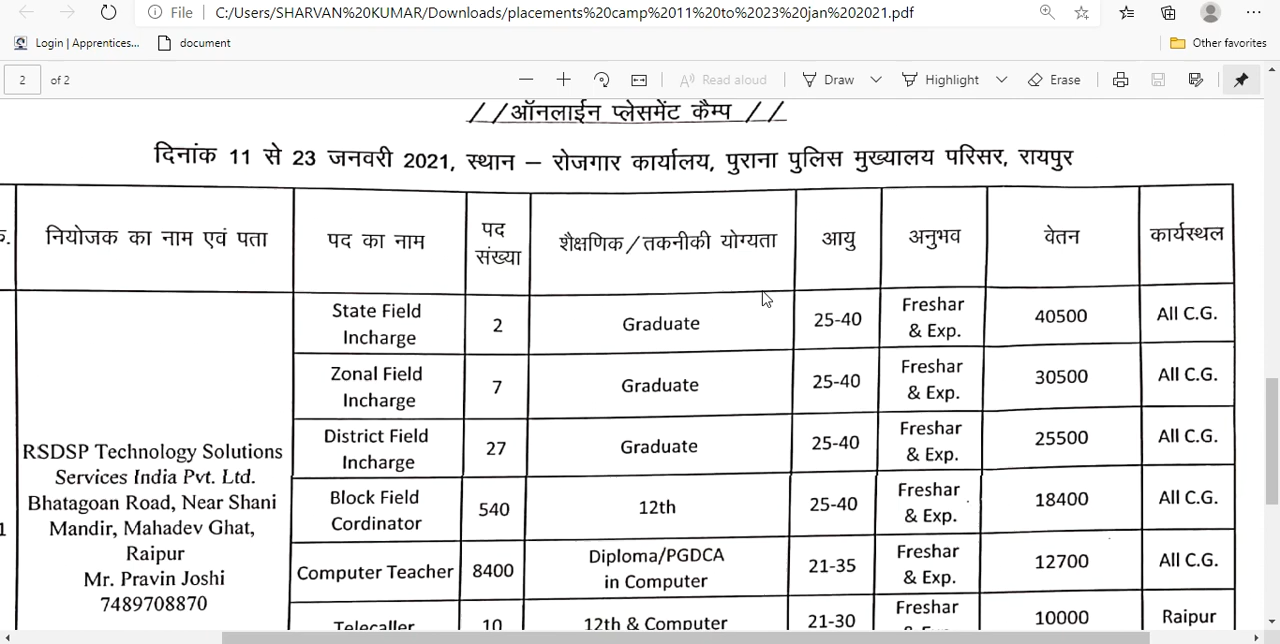 File
C:/Users/SHARVAN%20KUMAR/Downloads/placements%20camp%2011%20to%2023%20jan%202021.pdf
Login | Apprentices...
document
Other favorites
2
of 2
Read aloud
Draw
Highlight
Erase
//ऑनलाईन प्लेसमेंट कैम्प //
दिनांक 11 से 23 जनवरी 2021, स्थान – रोजगार कार्यालय, पुराना पुलिस मुख्यालय परिसर, रायपुर
नियोजक का नाम एवं पता
पद का नाम
पद
संख्या
शैक्षणिक/तकनीकी योग्यता
आयु
अनुभव
वेतन
कार्यस्थल
1
RSDSP Technology Solutions
Services India Pvt. Ltd.
Bhatagoan Road, Near Shani
Mandir, Mahadev Ghat,
Raipur
Mr. Pravin Joshi
7489708870
State Field
Incharge
2
Graduate
25-40
Freshar
& Exp.
40500
All C.G.
Zonal Field
Incharge
7
Graduate
25-40
Freshar
& Exp.
30500
All C.G.
District Field
Incharge
27
Graduate
25-40
Freshar
& Exp.
25500
All C.G.
Block Field
Cordinator
540
12th
25-40
Freshar
& Exp.
18400
All C.G.
Computer Teacher
8400
Diploma/PGDCA
in Computer
21-35
Freshar
& Exp.
12700
All C.G.
Telecaller
10
12th & Computer
21-30
Freshar
10000
Raipur